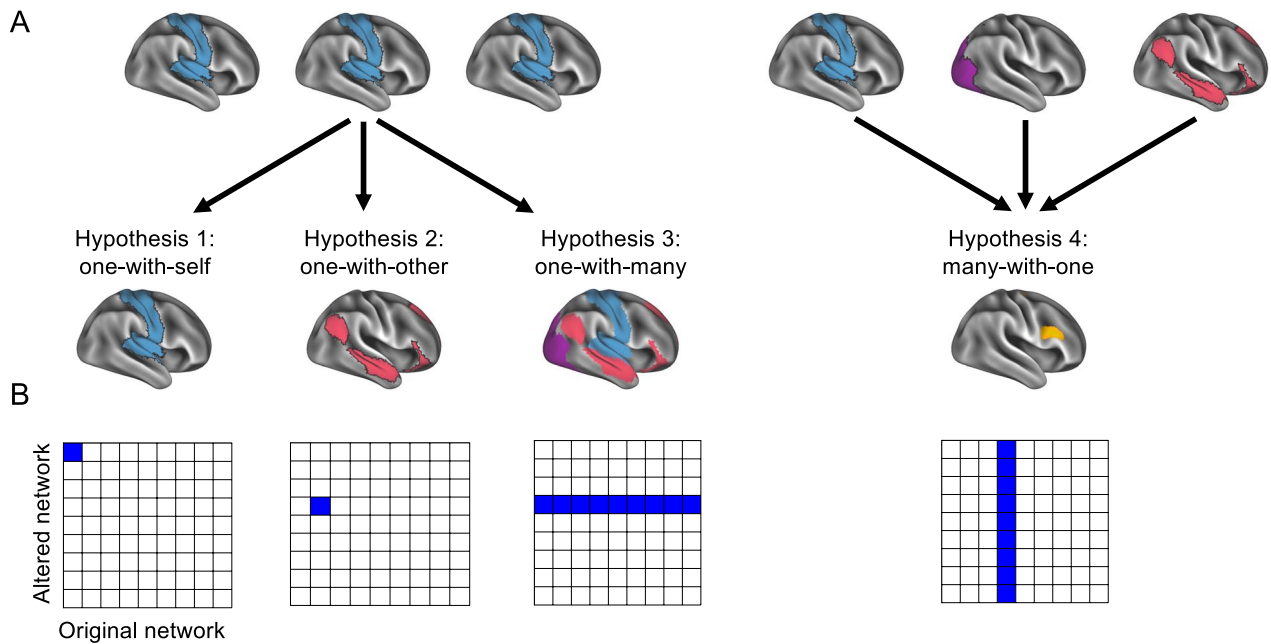 A
Hypothesis 1:
one-with-self
Hypothesis 2:
one-with-other
Hypothesis 3:
one-with-many
Hypothesis 4:
many-with-one
B
Altered network
Original network